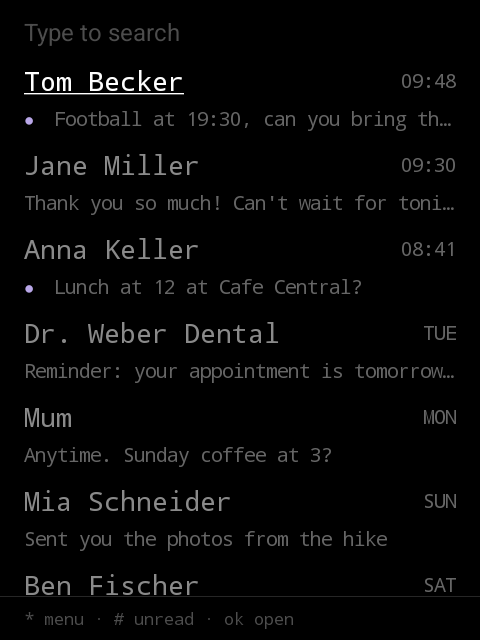 Type to search
Tom Becker 09:48
• Football at 19:30, can you bring th…
Jane Miller 09:30
Thank you so much! Can't wait for toni…
Anna Keller 08:41
• Lunch at 12 at Cafe Central?
Dr. Weber Dental TUE
Reminder: your appointment is tomorrow…
Mum MON
Anytime. Sunday coffee at 3?
Mia Schneider SUN
Sent you the photos from the hike
Ben Fischer SAT
* menu · # unread · ok open